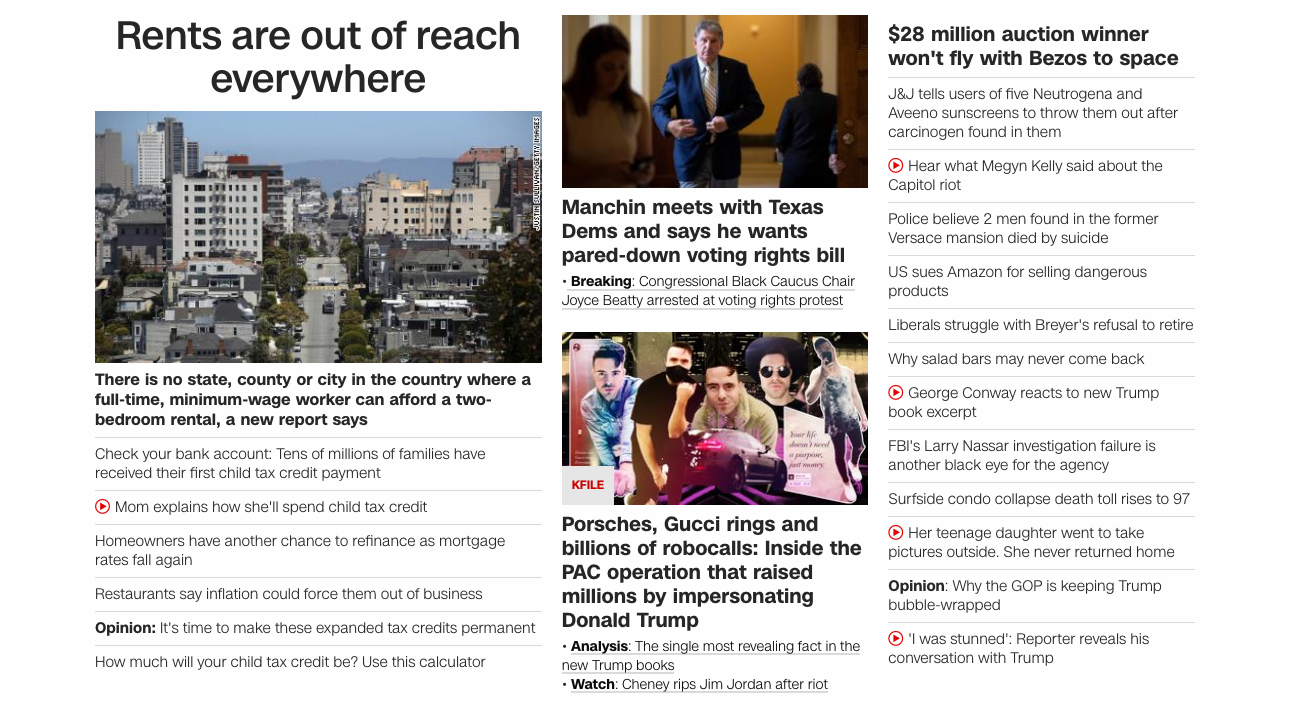 Rents are out of reach
everywhere
JUSTIN SULLIVAN/GETTY IMAGES
There is no state, county or city in the country where a
full-time, minimum-wage worker can afford a two-
bedroom rental, a new report says
Check your bank account: Tens of millions of families have
received their first child tax credit payment
Mom explains how she'll spend child tax credit
Homeowners have another chance to refinance as mortgage
rates fall again
Restaurants say inflation could force them out of business
Opinion: It's time to make these expanded tax credits permanent
How much will your child tax credit be? Use this calculator
Manchin meets with Texas
Dems and says he wants
pared-down voting rights bill
• Breaking: Congressional Black Caucus Chair
Joyce Beatty arrested at voting rights protest
Your life
doesn't need
a purpose,
just money.
KFILE
Porsches, Gucci rings and
billions of robocalls: Inside the
PAC operation that raised
millions by impersonating
Donald Trump
• Analysis: The single most revealing fact in the
new Trump books
• Watch: Cheney rips Jim Jordan after riot
$28 million auction winner
won't fly with Bezos to space
J&J tells users of five Neutrogena and
Aveeno sunscreens to throw them out after
carcinogen found in them
Hear what Megyn Kelly said about the
Capitol riot
Police believe 2 men found in the former
Versace mansion died by suicide
US sues Amazon for selling dangerous
products
Liberals struggle with Breyer's refusal to retire
Why salad bars may never come back
George Conway reacts to new Trump
book excerpt
FBI's Larry Nassar investigation failure is
another black eye for the agency
Surfside condo collapse death toll rises to 97
Her teenage daughter went to take
pictures outside. She never returned home
Opinion: Why the GOP is keeping Trump
bubble-wrapped
'I was stunned': Reporter reveals his
conversation with Trump